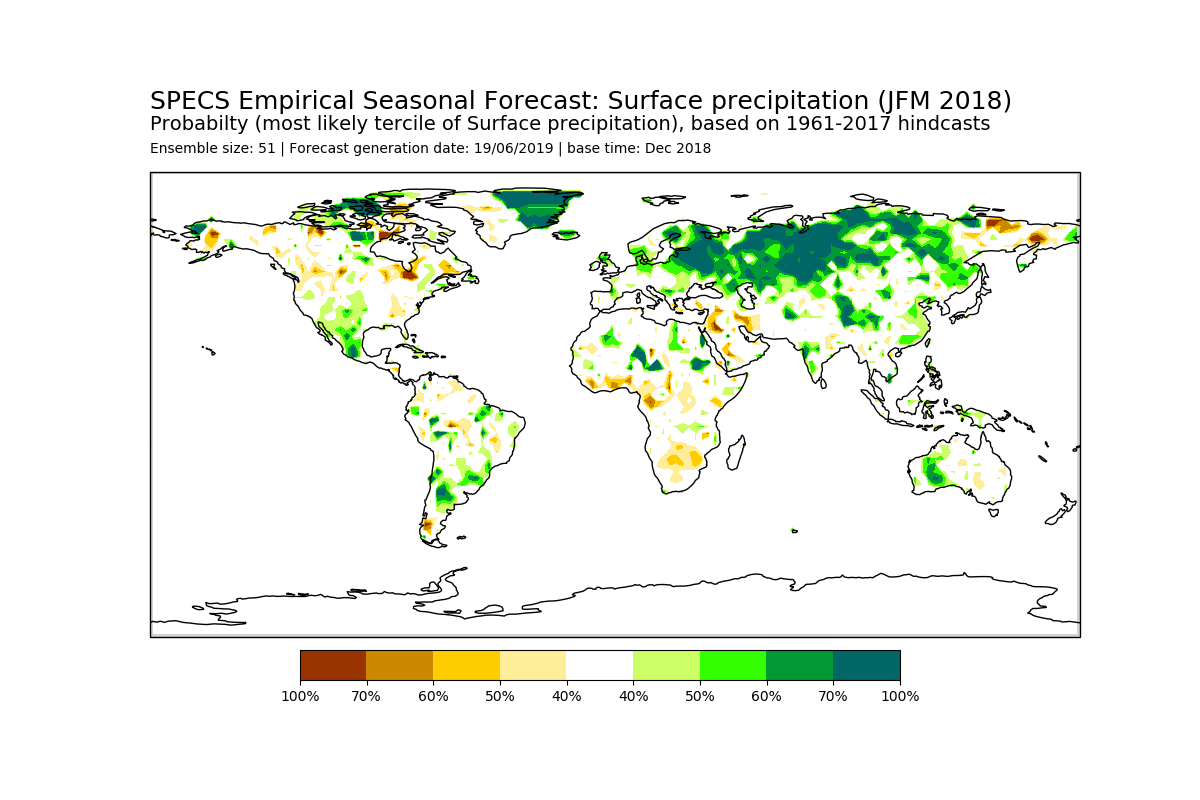 SPECS Empirical Seasonal Forecast: Surface precipitation (JFM 2018)
Probabilty (most likely tercile of Surface precipitation), based on 1961-2017 hindcasts
Ensemble size: 51 | Forecast generation date: 19/06/2019 | base time: Dec 2018
100% 70% 60% 50% 40% 40% 50% 60% 70% 100%